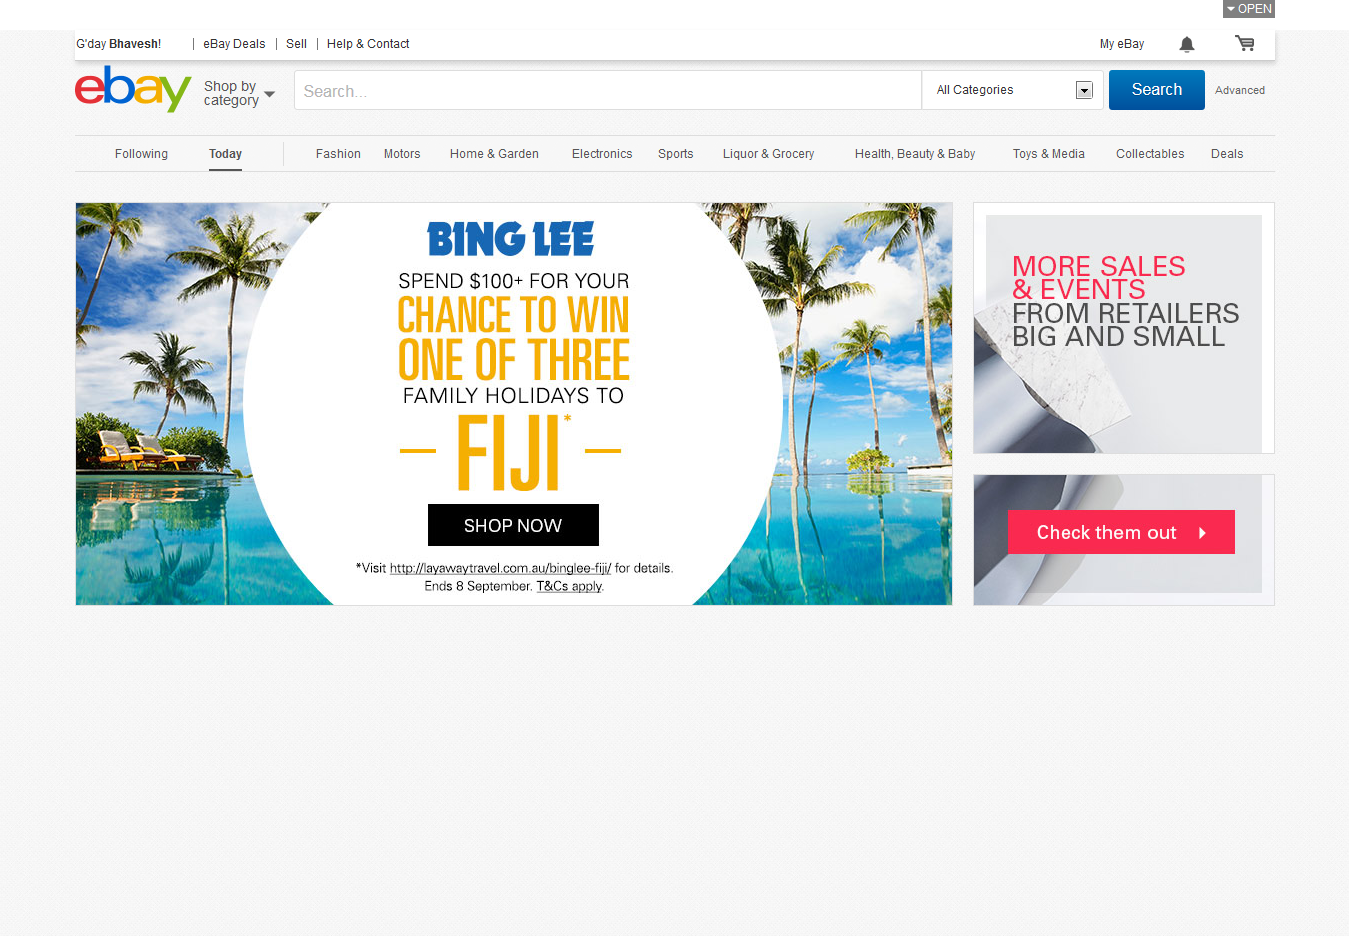 OPEN
G'day Bhavesh! | eBay Deals | Sell | Help & Contact My eBay
ebay Shop by category Search... All Categories Search Advanced
Following Today Fashion Motors Home & Garden Electronics Sports Liquor & Grocery Health, Beauty & Baby Toys & Media Collectables Deals
BING LEE
SPEND $100+ FOR YOUR
CHANCE TO WIN
ONE OF THREE
FAMILY HOLIDAYS TO
FIJI*
SHOP NOW
*Visit http://layawaytravel.com.au/binglee-fiji/ for details.
Ends 8 September. T&Cs apply.
MORE SALES
& EVENTS
FROM RETAILERS
BIG AND SMALL
Check them out